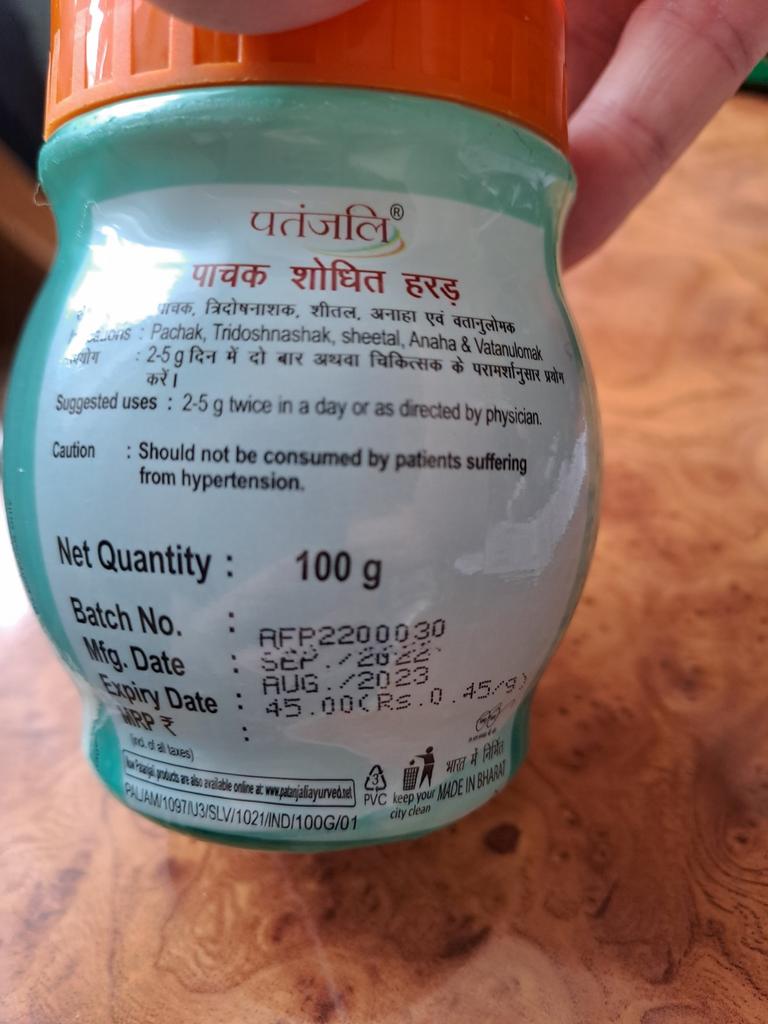 पतंजलि®
पाचक शोधित हरड़
पाचक, त्रिदोषनाशक, शीतल, अनाहा एवं वतानुलोमक
: Pachak, Tridoshnashak, sheetal, Anaha & Vatanulomak
: 2-5 g दिन में दो बार अथवा चिकित्सक के परामर्शानुसार प्रयोग
करें।
Suggested uses : 2-5 g twice in a day or as directed by physician.
Caution : Should not be consumed by patients suffering
from hypertension.
Net Quantity : 100 g
Batch No. : AFP2200030
Mfg. Date : SEP./2022
Expiry Date : AUG./2023
MRP ₹ : 45.00(Rs.0.45/g)
(incl. of all taxes)
Now Patanjali products are also available online at: www.patanjaliayurved.net
PAL/AM/1097/U3/SLV/1021/IND/100G/01
3
PVC
keep your
city clean
भारत में निर्मित
MADE IN BHARAT